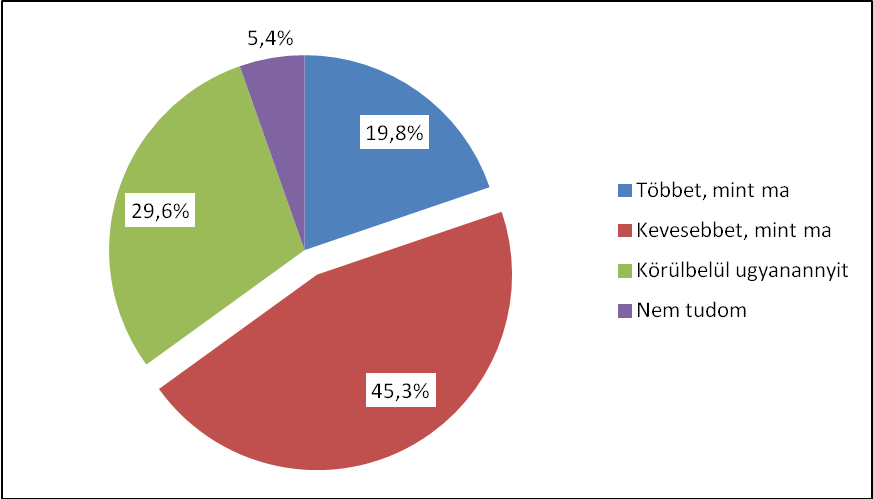 5,4%
19,8%
29,6%
45,3%
Többet, mint ma
Kevesebbet, mint ma
Körülbelül ugyanannyit
Nem tudom